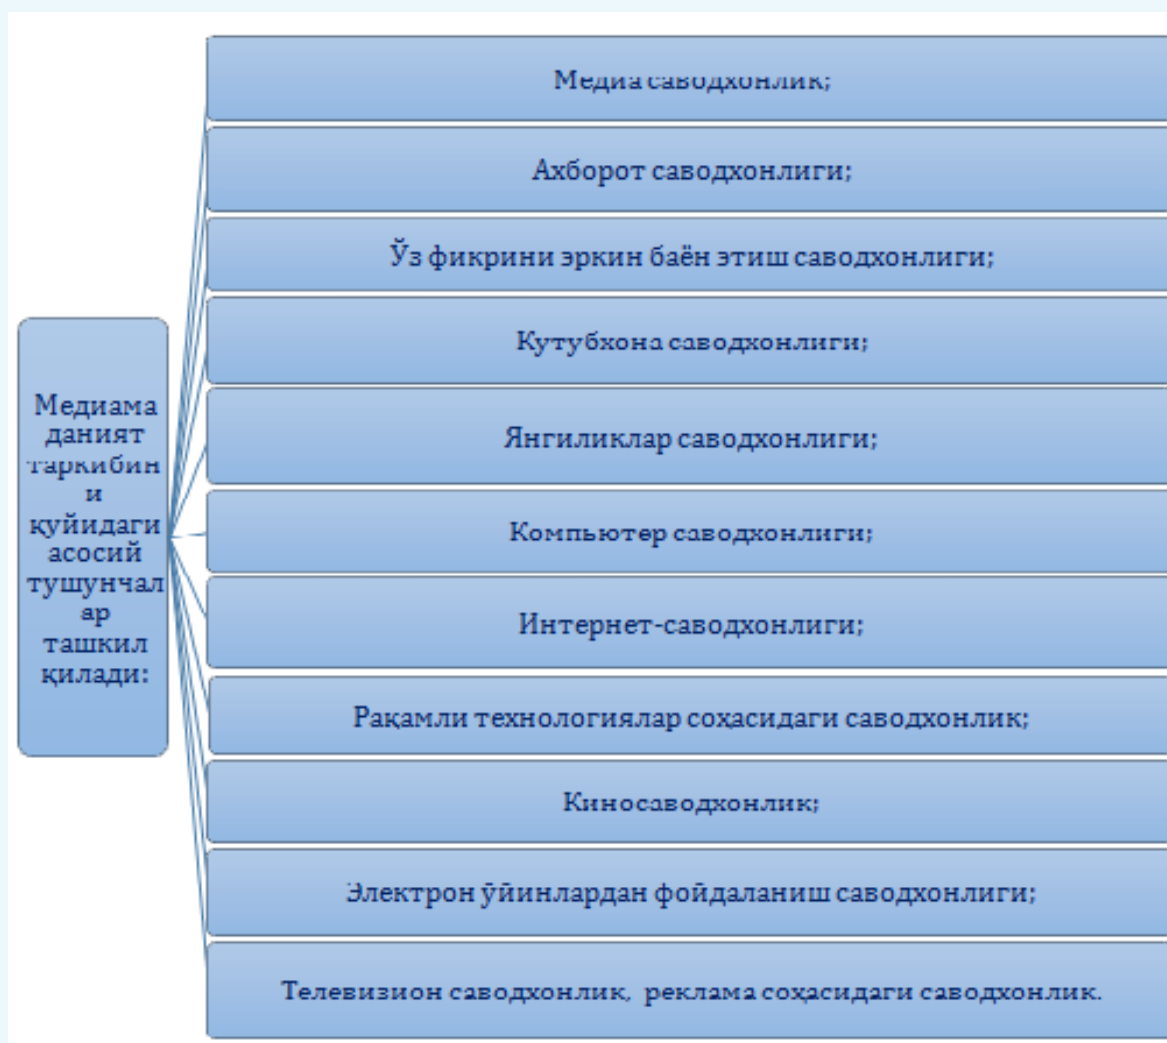 Медиама
даният
таркибин
и
қуйидаги
асосий
тушунчал
ар
ташкил
қилади:
Медиа саводхонлик;
Ахборот саводхонлиги;
Ўз фикрини эркин баён этиш саводхонлиги;
Кутубхона саводхонлиги;
Янгиликлар саводхонлиги;
Компьютер саводхонлиги;
Интернет-саводхонлиги;
Рақамли технологиялар соҳасидаги саводхонлик;
Киносаводхонлик;
Электрон ўйинлардан фойдаланиш саводхонлиги;
Телевизион саводхонлик, реклама соҳасидаги саводхонлик.